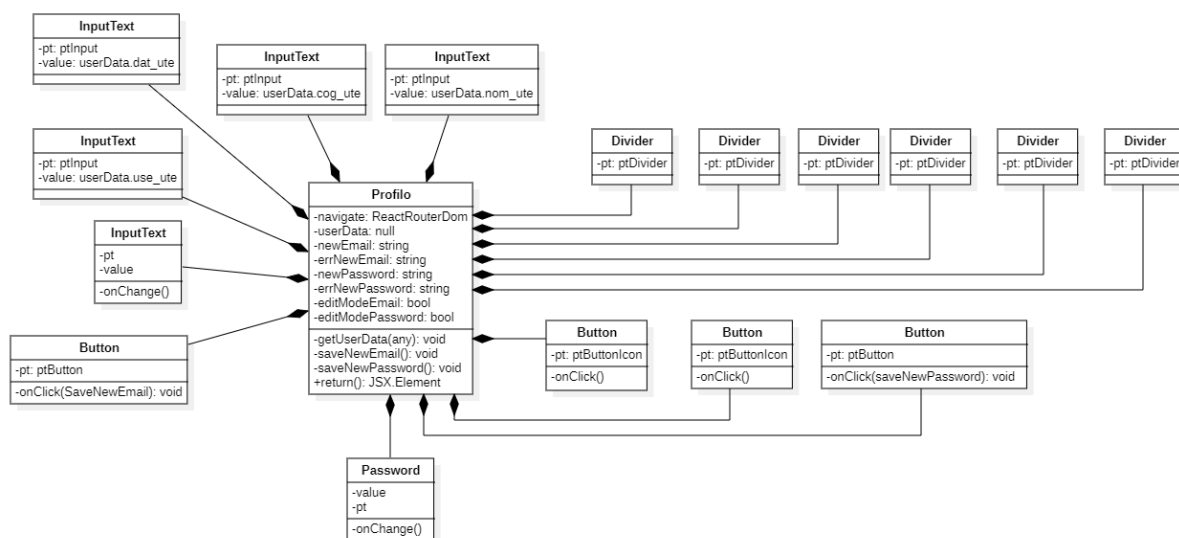 InputText
-pt: ptInput
-value: userData.dat_ute
InputText
-pt: ptInput
-value: userData.cog_ute
InputText
-pt: ptInput
-value: userData.nom_ute
InputText
-pt: ptInput
-value: userData.use_ute
InputText
-pt
-value
-onChange()
Button
-pt: ptButton
-onClick(SaveNewEmail): void
Profilo
-navigate: ReactRouterDom
-userData: null
-newEmail: string
-errNewEmail: string
-newPassword: string
-errNewPassword: string
-editModeEmail: bool
-editModePassword: bool
-getUserData(any): void
-saveNewEmail(): void
-saveNewPassword(): void
+return(): JSX.Element
Divider
-pt: ptDivider
Divider
-pt: ptDivider
Divider
-pt: ptDivider
Divider
-pt: ptDivider
Divider
-pt: ptDivider
Divider
-pt: ptDivider
Button
-pt: ptButtonIcon
-onClick()
Button
-pt: ptButtonIcon
-onClick()
Button
-pt: ptButton
-onClick(saveNewPassword): void
Password
-value
-pt
-onChange()